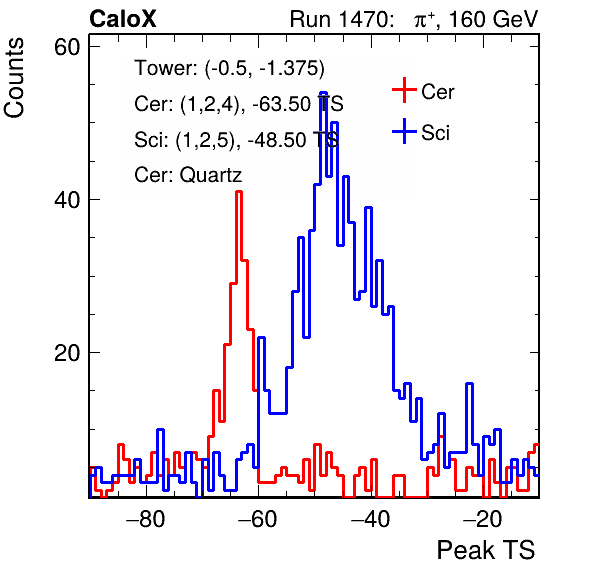 CaloX Run 1470: π⁺, 160 GeV
Counts
60
40
20
Tower: (-0.5, -1.375)
Cer: (1,2,4), -63.50 TS
Sci: (1,2,5), -48.50 TS
Cer: Quartz
Cer
Sci
−80 −60 −40 −20
Peak TS